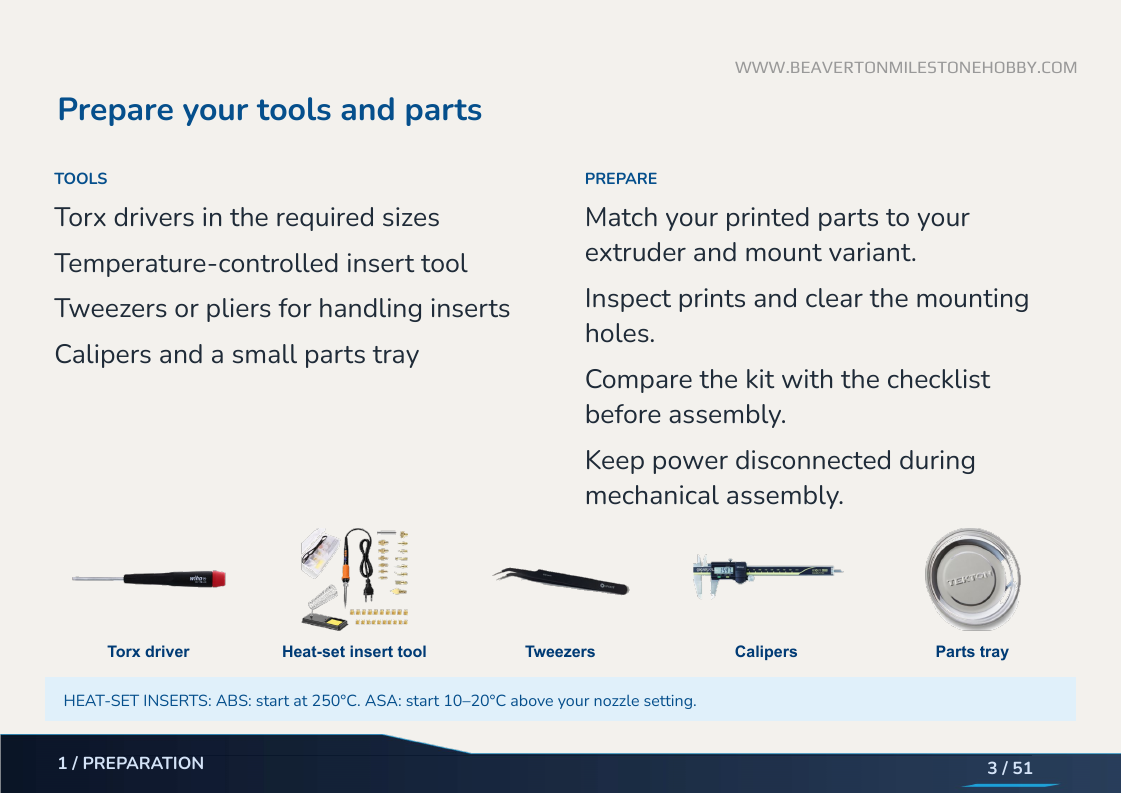 WWW.BEAVERTONMILESTONEHOBBY.COM
Prepare your tools and parts
TOOLS
Torx drivers in the required sizes
Temperature-controlled insert tool
Tweezers or pliers for handling inserts
Calipers and a small parts tray
PREPARE
Match your printed parts to your
extruder and mount variant.
Inspect prints and clear the mounting
holes.
Compare the kit with the checklist
before assembly.
Keep power disconnected during
mechanical assembly.
wiha
TEKTON
Torx driver
Heat-set insert tool
Tweezers
Calipers
Parts tray
HEAT-SET INSERTS: ABS: start at 250°C. ASA: start 10–20°C above your nozzle setting.
1 / PREPARATION
3 / 51